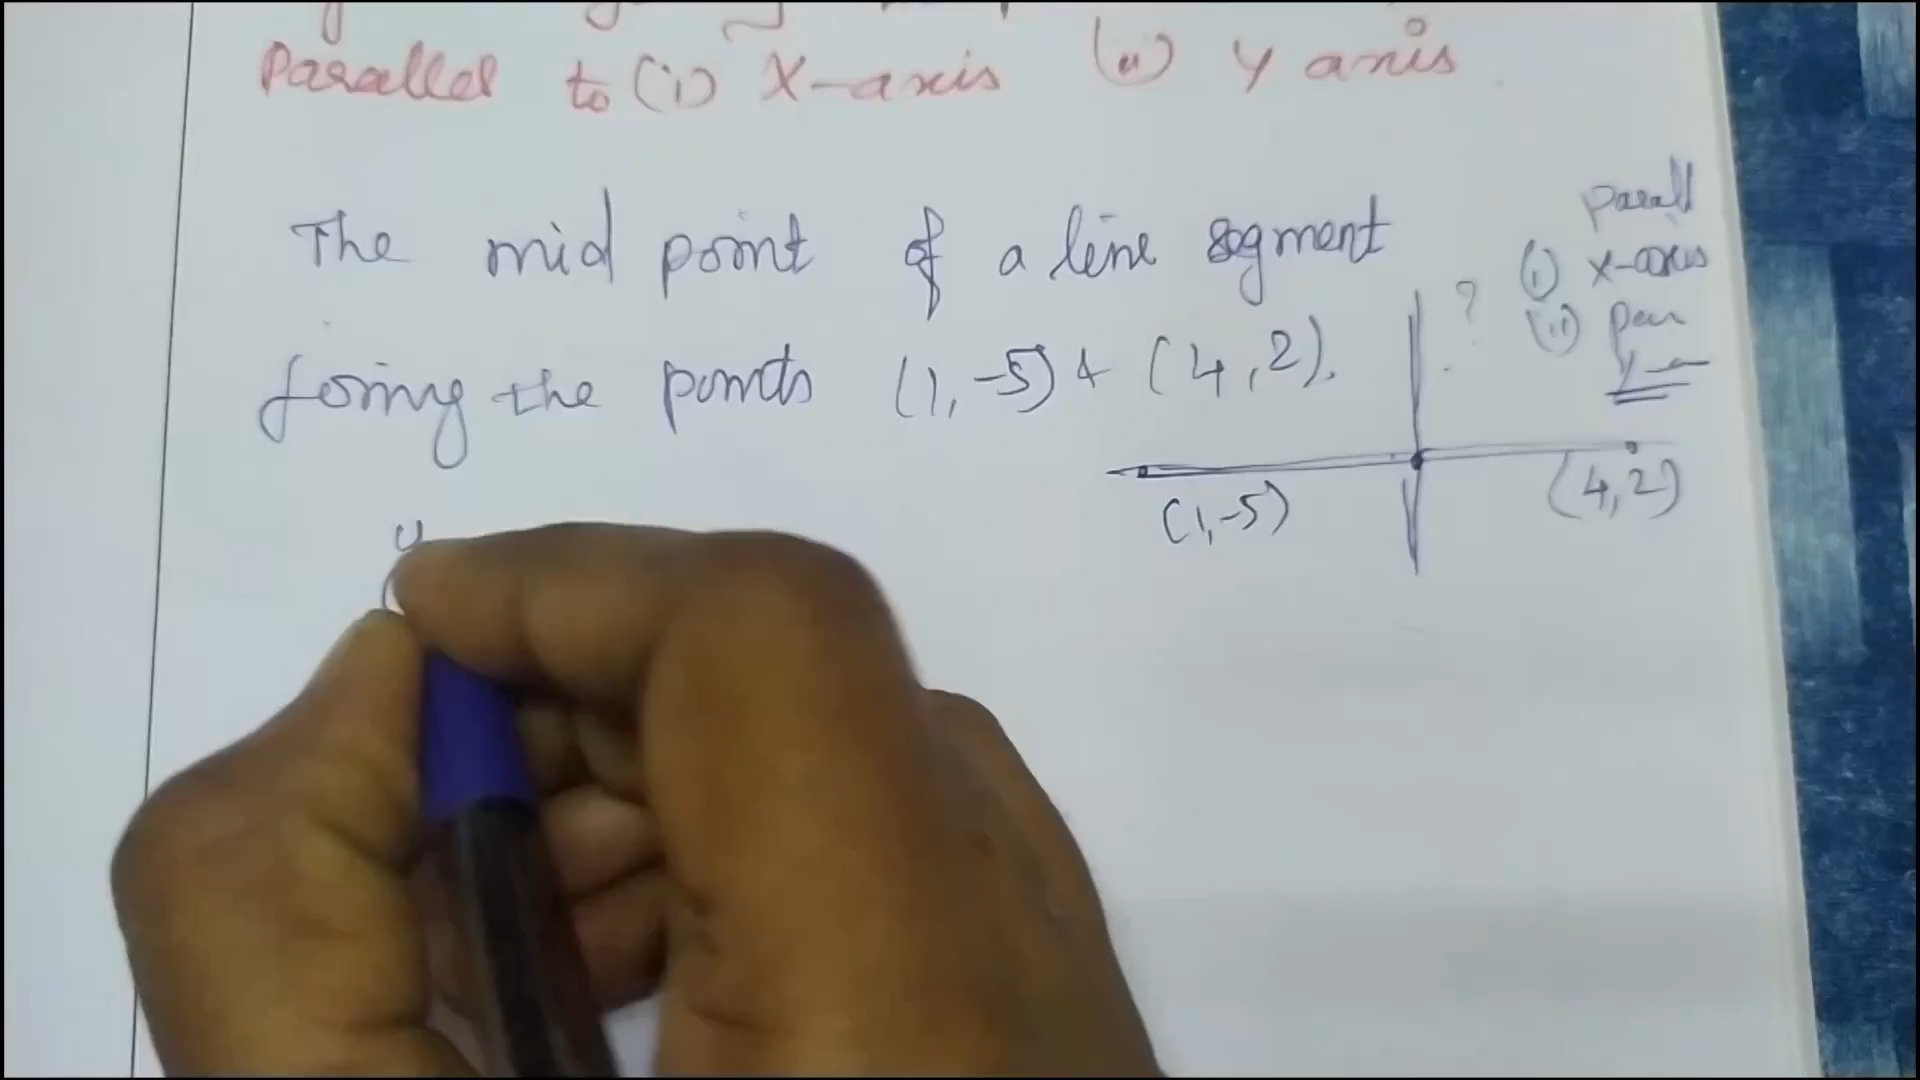 Parallel to (i) X-axis (ii) y axis
The mid point of a line segment
joing the points (1, -5) + (4, 2).
Parall
(i) x-axis
(ii) par
y-
?
(1,-5)
(4,2)